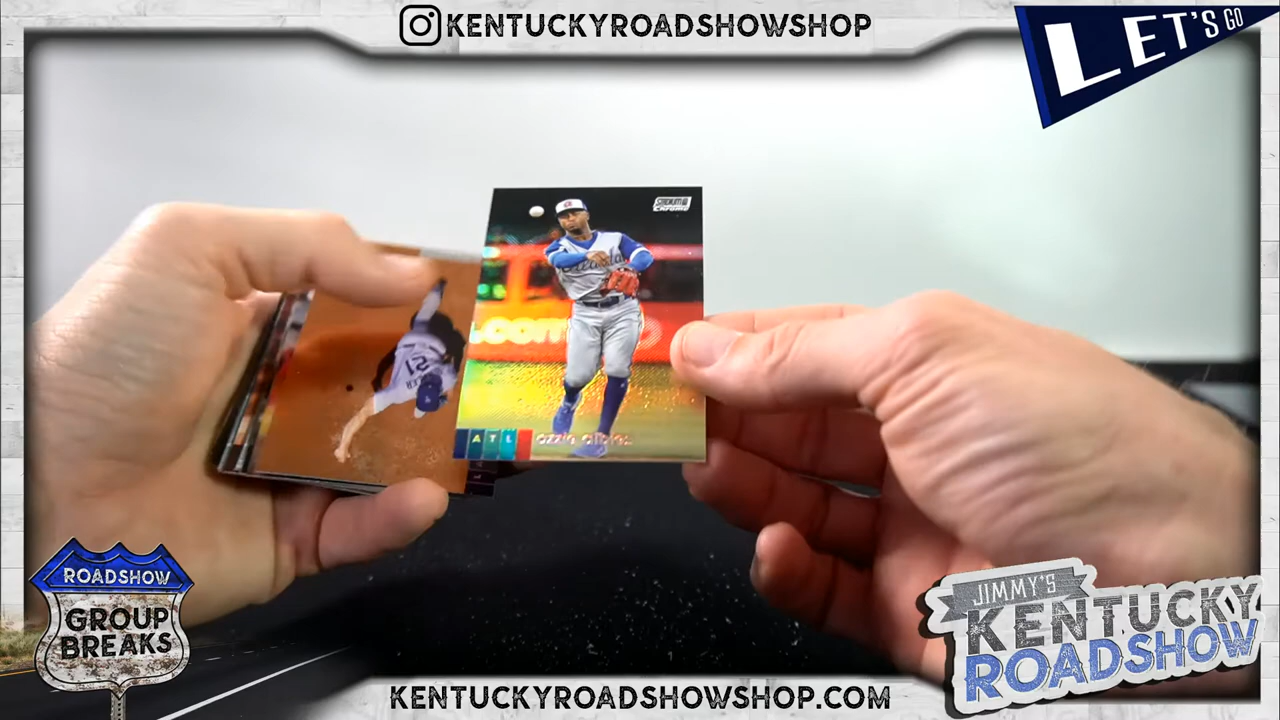 KENTUCKYROADSHOWSHOP
LET'S GO
STADIUM CLUB
Chrome
21
ATL ozzie albies
ROADSHOW
GROUP
BREAKS
JIMMY'S
KENTUCKY
ROADSHOW
KENTUCKYROADSHOWSHOP.COM